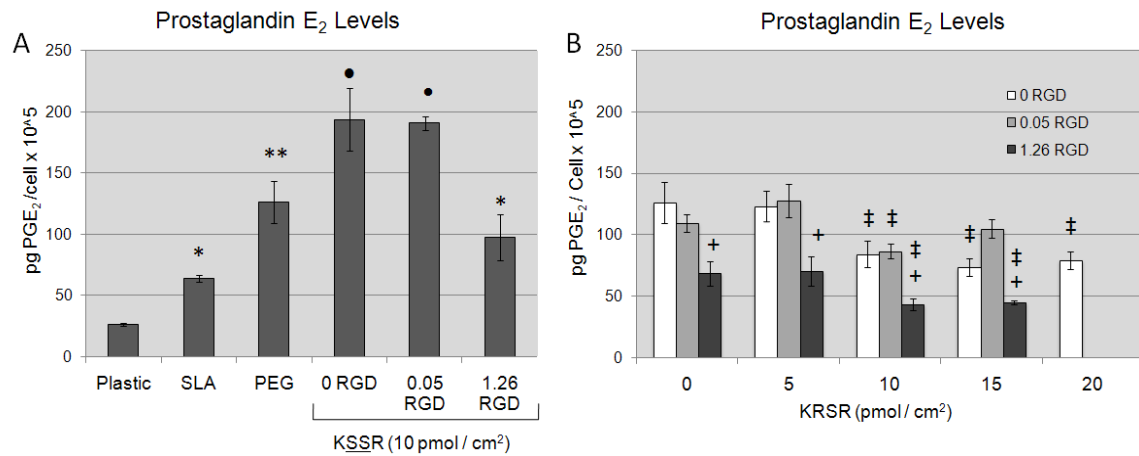 A
Prostaglandin E₂ Levels
pg PGE₂/cell x 10^5
250
200
150
100
50
0
*
**
●
●
*
Plastic
SLA
PEG
0 RGD
0.05 RGD
1.26 RGD
KSSR (10 pmol / cm²)
B
Prostaglandin E₂ Levels
pg PGE₂ / Cell x 10^5
250
200
150
100
50
0
0 RGD
0.05 RGD
1.26 RGD
+
+
‡
‡
‡
+
‡
‡
+
‡
0
5
10
15
20
KRSR (pmol / cm²)